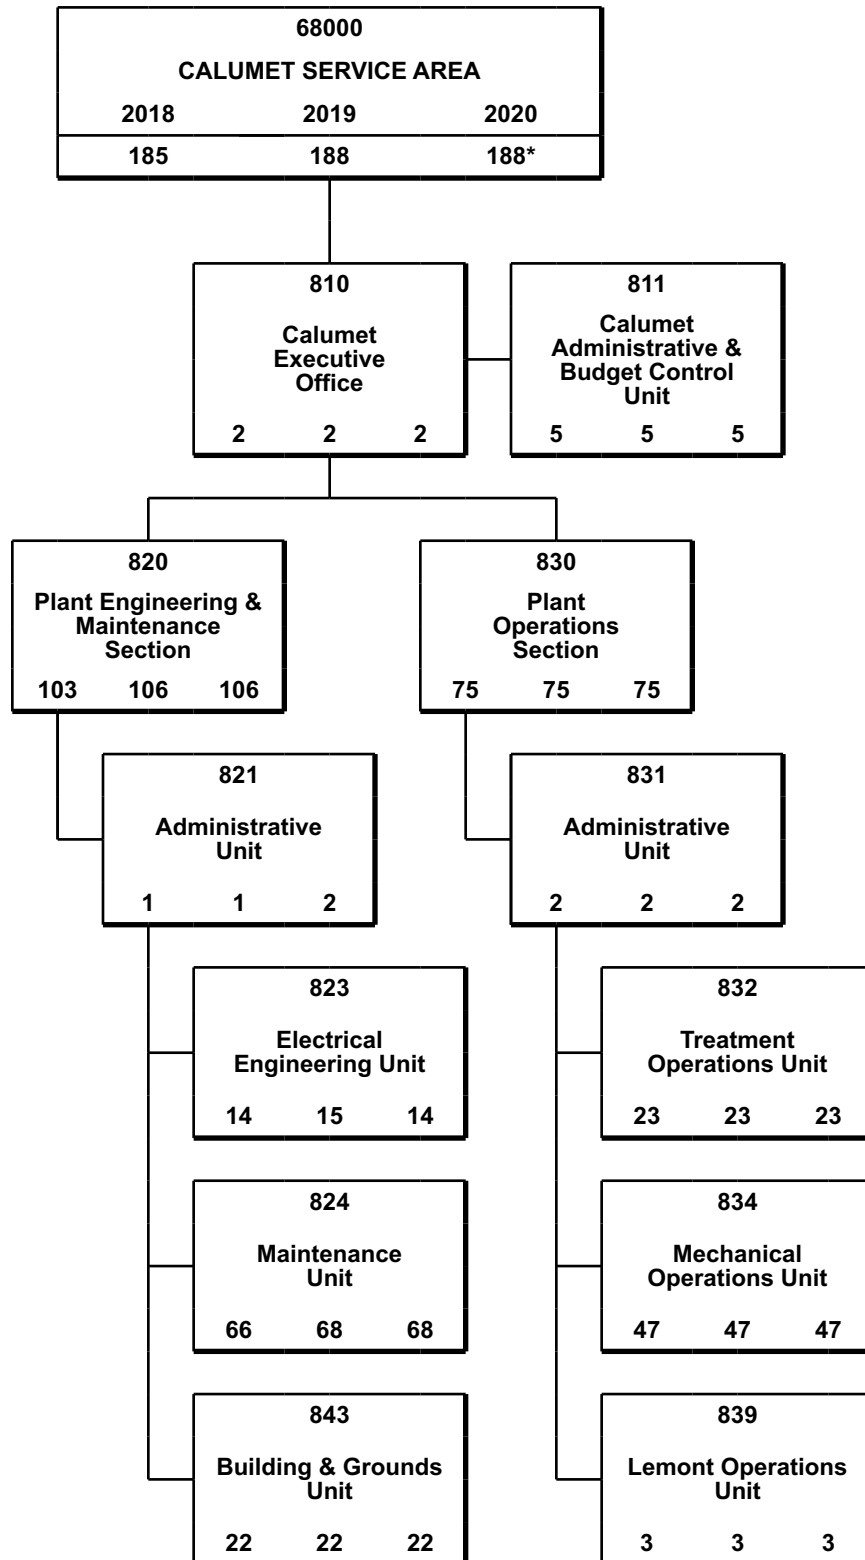 68000
CALUMET SERVICE AREA
2018 2019 2020
185 188 188*
810
Calumet
Executive
Office
2 2 2
811
Calumet
Administrative &
Budget Control
Unit
5 5 5
820
Plant Engineering &
Maintenance
Section
103 106 106
830
Plant
Operations
Section
75 75 75
821
Administrative
Unit
1 1 2
831
Administrative
Unit
2 2 2
823
Electrical
Engineering Unit
14 15 14
832
Treatment
Operations Unit
23 23 23
824
Maintenance
Unit
66 68 68
834
Mechanical
Operations Unit
47 47 47
843
Building & Grounds
Unit
22 22 22
839
Lemont Operations
Unit
3 3 3